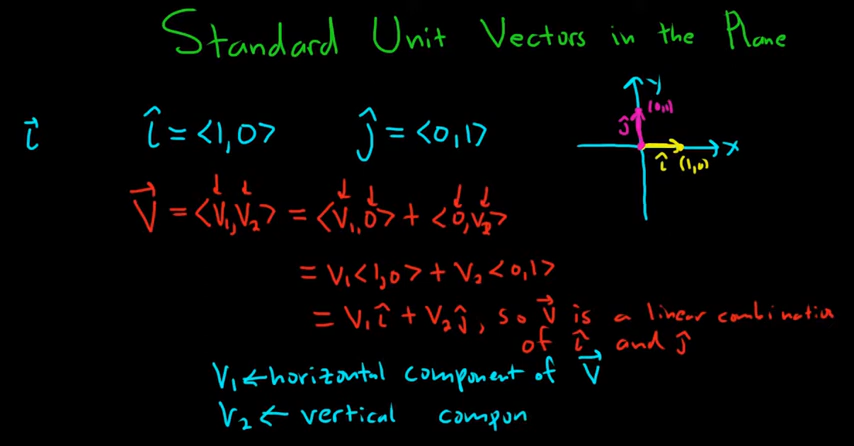 Standard Unit Vectors in the Plane
y
(0,1)
ĵ
x
î (1,0)
i⃗ î = <1,0> ĵ = <0,1>
V⃗ = <V₁,V₂> = <V₁,0> + <0,V₂>
= V₁<1,0> + V₂<0,1>
= V₁î + V₂ĵ, so V⃗ is a linear combination
of î and ĵ
V₁ ← horizontal component of V⃗
V₂ ← vertical compon